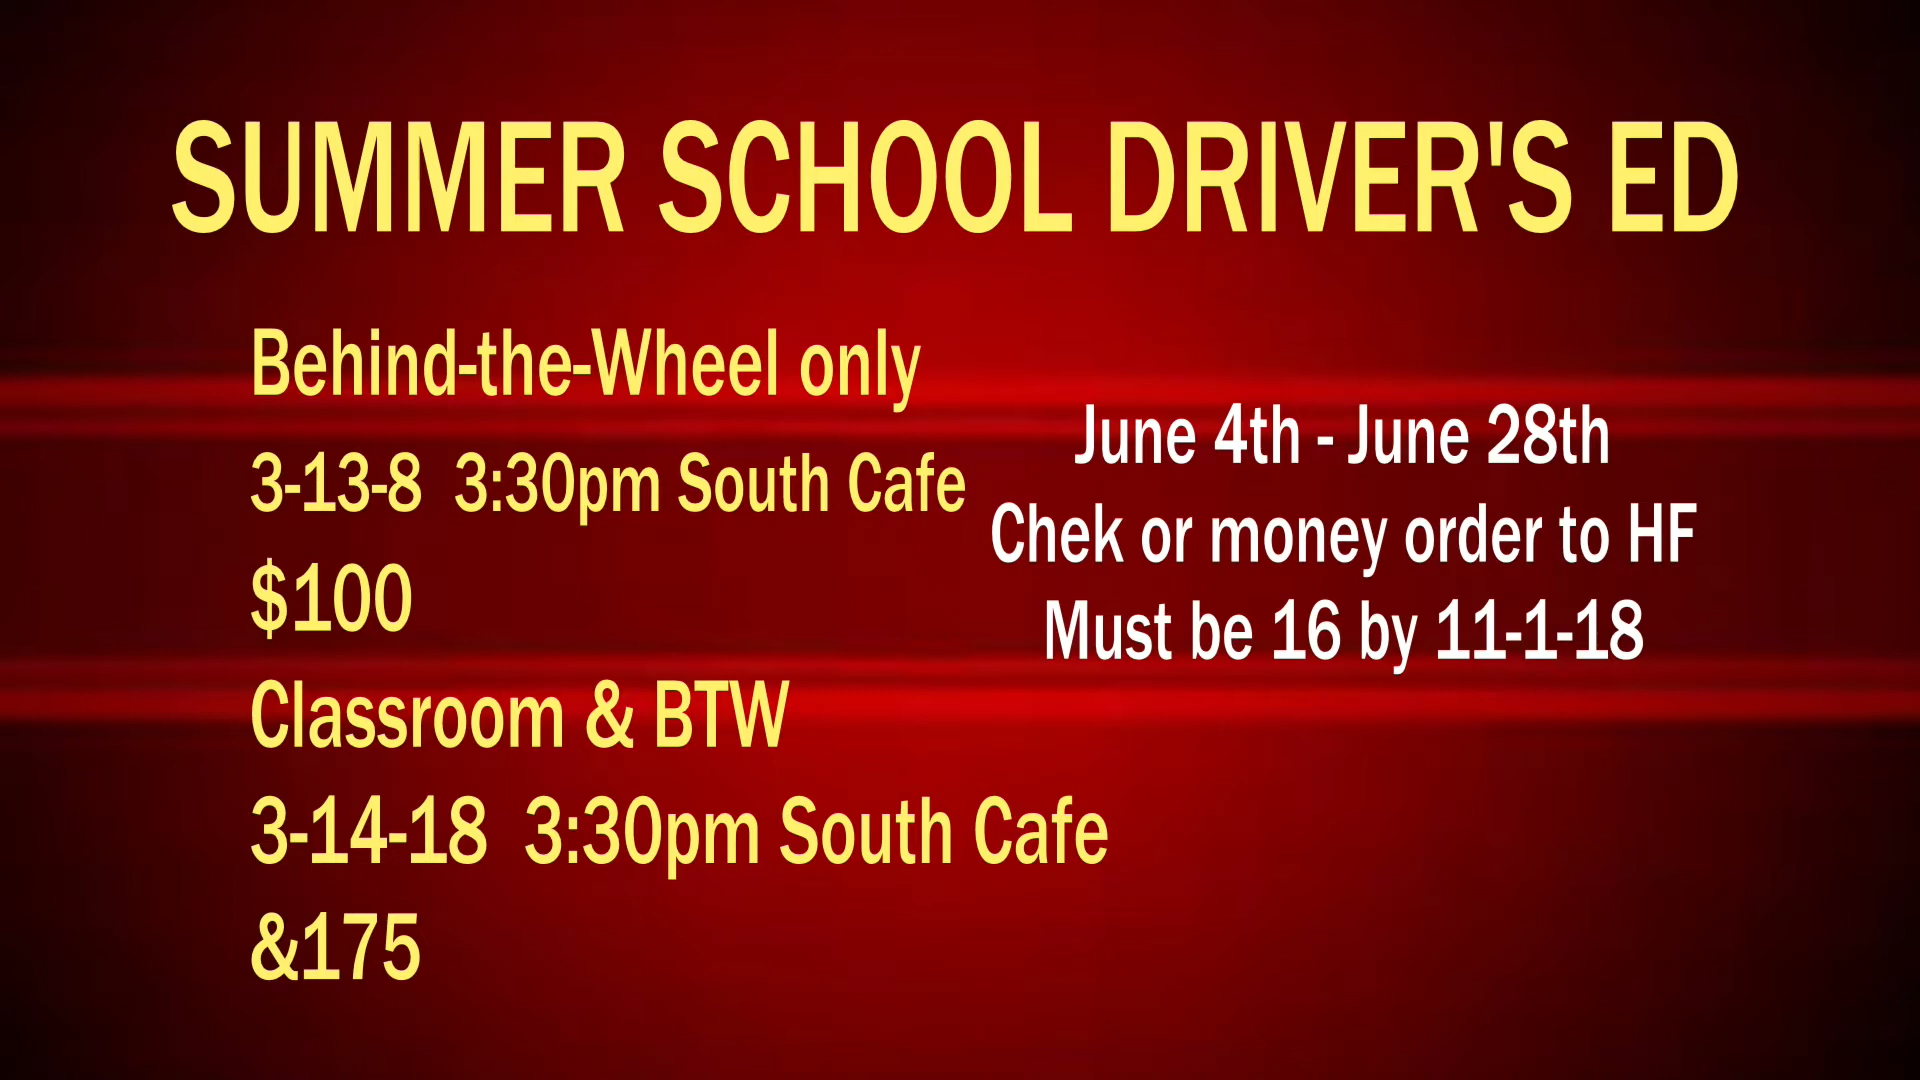 SUMMER SCHOOL DRIVER'S ED
Behind-the-Wheel only
3-13-8 3:30pm South Cafe
$100
Classroom & BTW
3-14-18 3:30pm South Cafe
&175
June 4th - June 28th
Chek or money order to HF
Must be 16 by 11-1-18